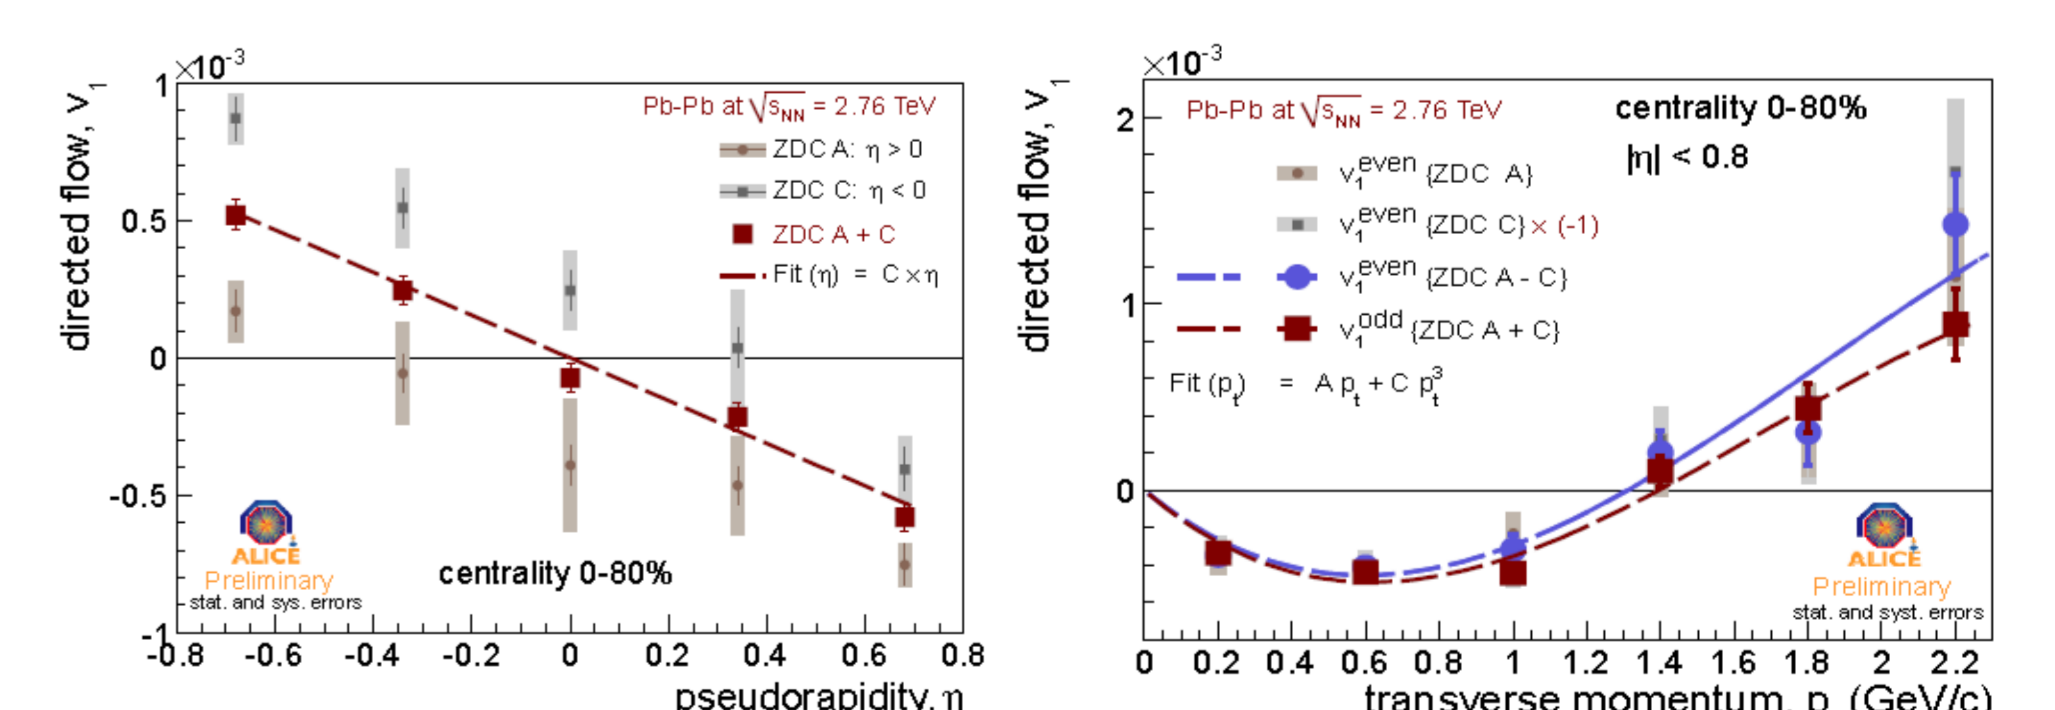 ×10⁻³
directed flow, v₁
1
0.5
0
-0.5
-1
Pb-Pb at √sNN = 2.76 TeV
ZDC A: η > 0
ZDC C: η < 0
ZDC A + C
Fit (η) = C × η
ALICE
Preliminary
stat. and sys. errors
centrality 0-80%
-0.8 -0.6 -0.4 -0.2 0 0.2 0.4 0.6 0.8
pseudorapidity, η
×10⁻³
directed flow, v₁
2
1
0
Pb-Pb at √sNN = 2.76 TeV
centrality 0-80%
|η| < 0.8
v₁even {ZDC A}
v₁even {ZDC C} × (-1)
v₁even {ZDC A - C}
v₁odd {ZDC A + C}
Fit (pt) = A pt + C pt³
ALICE
Preliminary
stat. and syst. errors
0 0.2 0.4 0.6 0.8 1 1.2 1.4 1.6 1.8 2 2.2
transverse momentum, p (GeV/c)